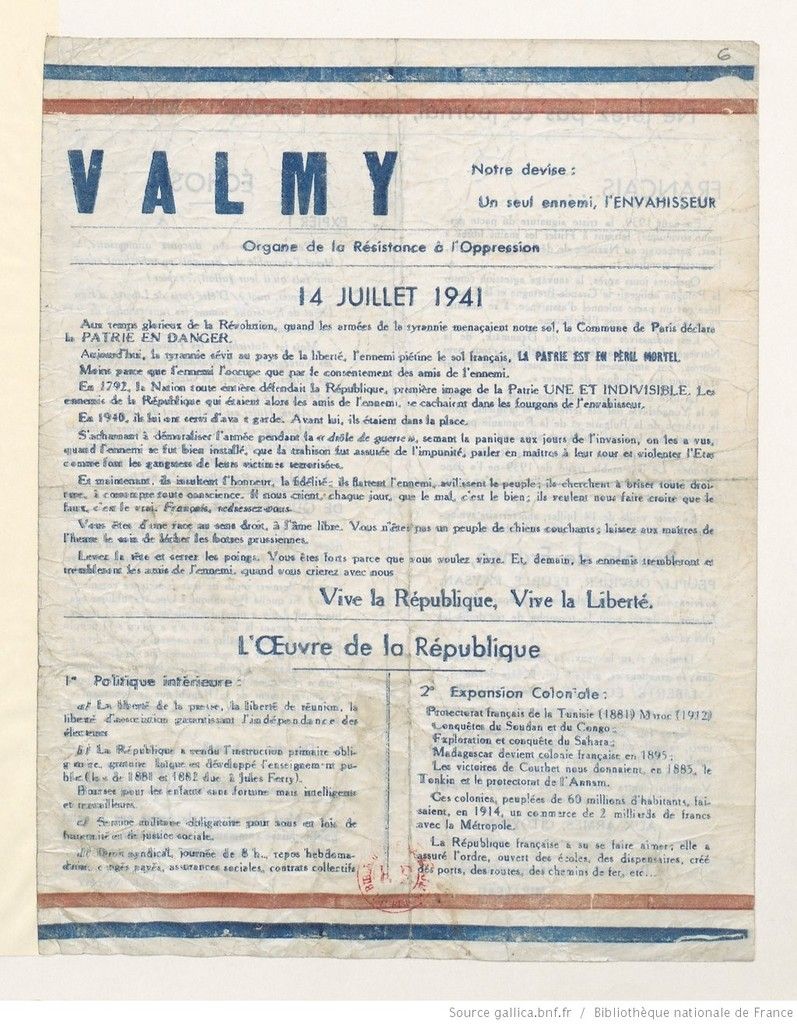 6
VALMY
Notre devise :
Un seul ennemi, l'ENVAHISSEUR
Organe de la Résistance à l'Oppression
14 JUILLET 1941
Aux temps glorieux de la Révolution, quand les armées de la tyrannie menaçaient notre sol, la Commune de Paris déclara
la PATRIE EN DANGER.
Aujourd'hui, la tyrannie sévit au pays de la liberté, l'ennemi piétine le sol français, LA PATRIE EST EN PÉRIL MORTEL.
Moins parce que l'ennemi l'occupe que par le consentement des amis de l'ennemi.
En 1792, la Nation toute entière défendait la République, première image de la Patrie UNE ET INDIVISIBLE. Les
ennemis de la République qui étaient alors les amis de l'ennemi, se cachaient dans les fourgons de l'envahisseur.
En 1940, ils lui ont servi d'ava t garde. Avant lui, ils étaient dans la place.
S'acharnant à démoraliser l'armée pendant la « drôle de guerre », semant la panique aux jours de l'invasion, on les a vus,
quand l'ennemi se fut bien installé, que la trahison fut assurée de l'impunité, parler en maîtres à leur tour et violenter l'Etat
comme font les gangsters de leurs victimes terrorisées.
Et maintenant, ils insultent l'honneur, la fidélité; ils flattent l'ennemi, avilissent le peuple; ils cherchent à briser toute droi-
ture, à corrompre toute conscience. Il nous crient, chaque jour, que le mal, c'est le bien; ils veulent nous faire croire que le
faux, c'est le vrai. Français, redressez-vous.
Vous êtes d'une race au sens droit, à l'âme libre. Vous n'êtes pas un peuple de chiens couchants; laissez aux maîtres de
l'heure le soin de lécher les bottes prussiennes.
Levez la tête et serrez les poings. Vous êtes forts parce que vous voulez vivre. Et, demain, les ennemis trembleront et
trembleront les amis de l'ennemi, quand vous crierez avec nous
Vive la République, Vive la Liberté.
L'Œuvre de la République
1° Politique intérieure :
a) La liberté de la presse, la liberté de réunion, la
liberté d'association garantissant l'indépendance des
électeurs
b) La République a rendu l'instruction primaire obli-
gatoire, gratuite laïque et développé l'enseignement pu-
blic (lois de 1881 et 1882 due à Jules Ferry).
Bourses pour les enfants sans fortune mais intelligents
et travailleurs.
c) Service militaire obligatoire pour tous en lois de
fraternité et de justice sociale.
d) Droit syndical, journée de 8 h., repos hebdoma-
daire, congés payés, assurances sociales, contrats collectifs
2° Expansion Coloniale :
Protectorat français de la Tunisie (1881) Maroc (1912)
Conquêtes du Soudan et du Congo;
Exploration et conquête du Sahara;
Madagascar devient colonie française en 1895;
Les victoires de Courbet nous donnaient, en 1885, le
Tonkin et le protectorat de l'Annam.
Ces colonies, peuplées de 60 millions d'habitants, fai-
saient, en 1914, un commerce de 2 milliards de francs
avec la Métropole.
La République française a su se faire aimer; elle a
assuré l'ordre, ouvert des écoles, des dispensaires, créé
des ports, des routes, des chemins de fer, etc...
Source gallica.bnf.fr / Bibliothèque nationale de France